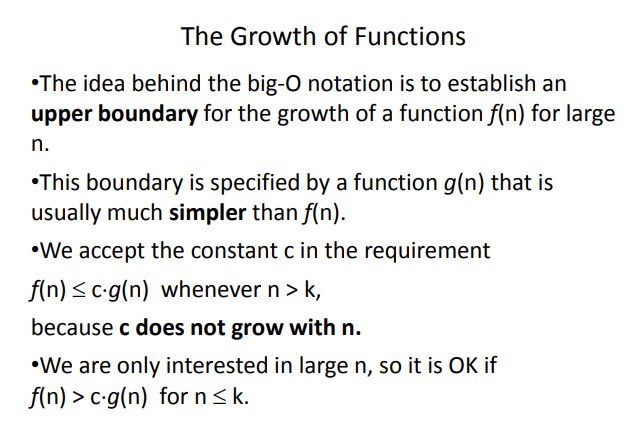 The Growth of Functions
•The idea behind the big-O notation is to establish an
upper boundary for the growth of a function f(n) for large
n.
•This boundary is specified by a function g(n) that is
usually much simpler than f(n).
•We accept the constant c in the requirement
f(n) ≤ c·g(n) whenever n > k,
because c does not grow with n.
•We are only interested in large n, so it is OK if
f(n) > c·g(n) for n ≤ k.